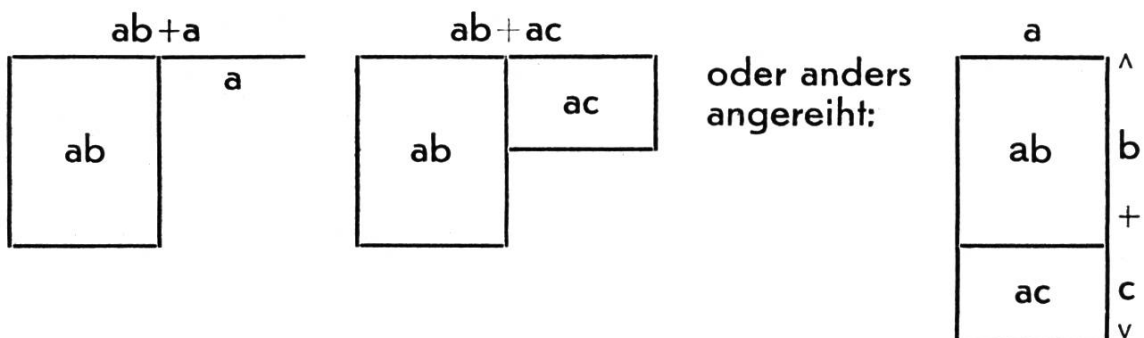 ab+a
a
ab
ab+ac
ab
ac
oder anders
angereiht:
a
ab
ac
^
b
+
c
v